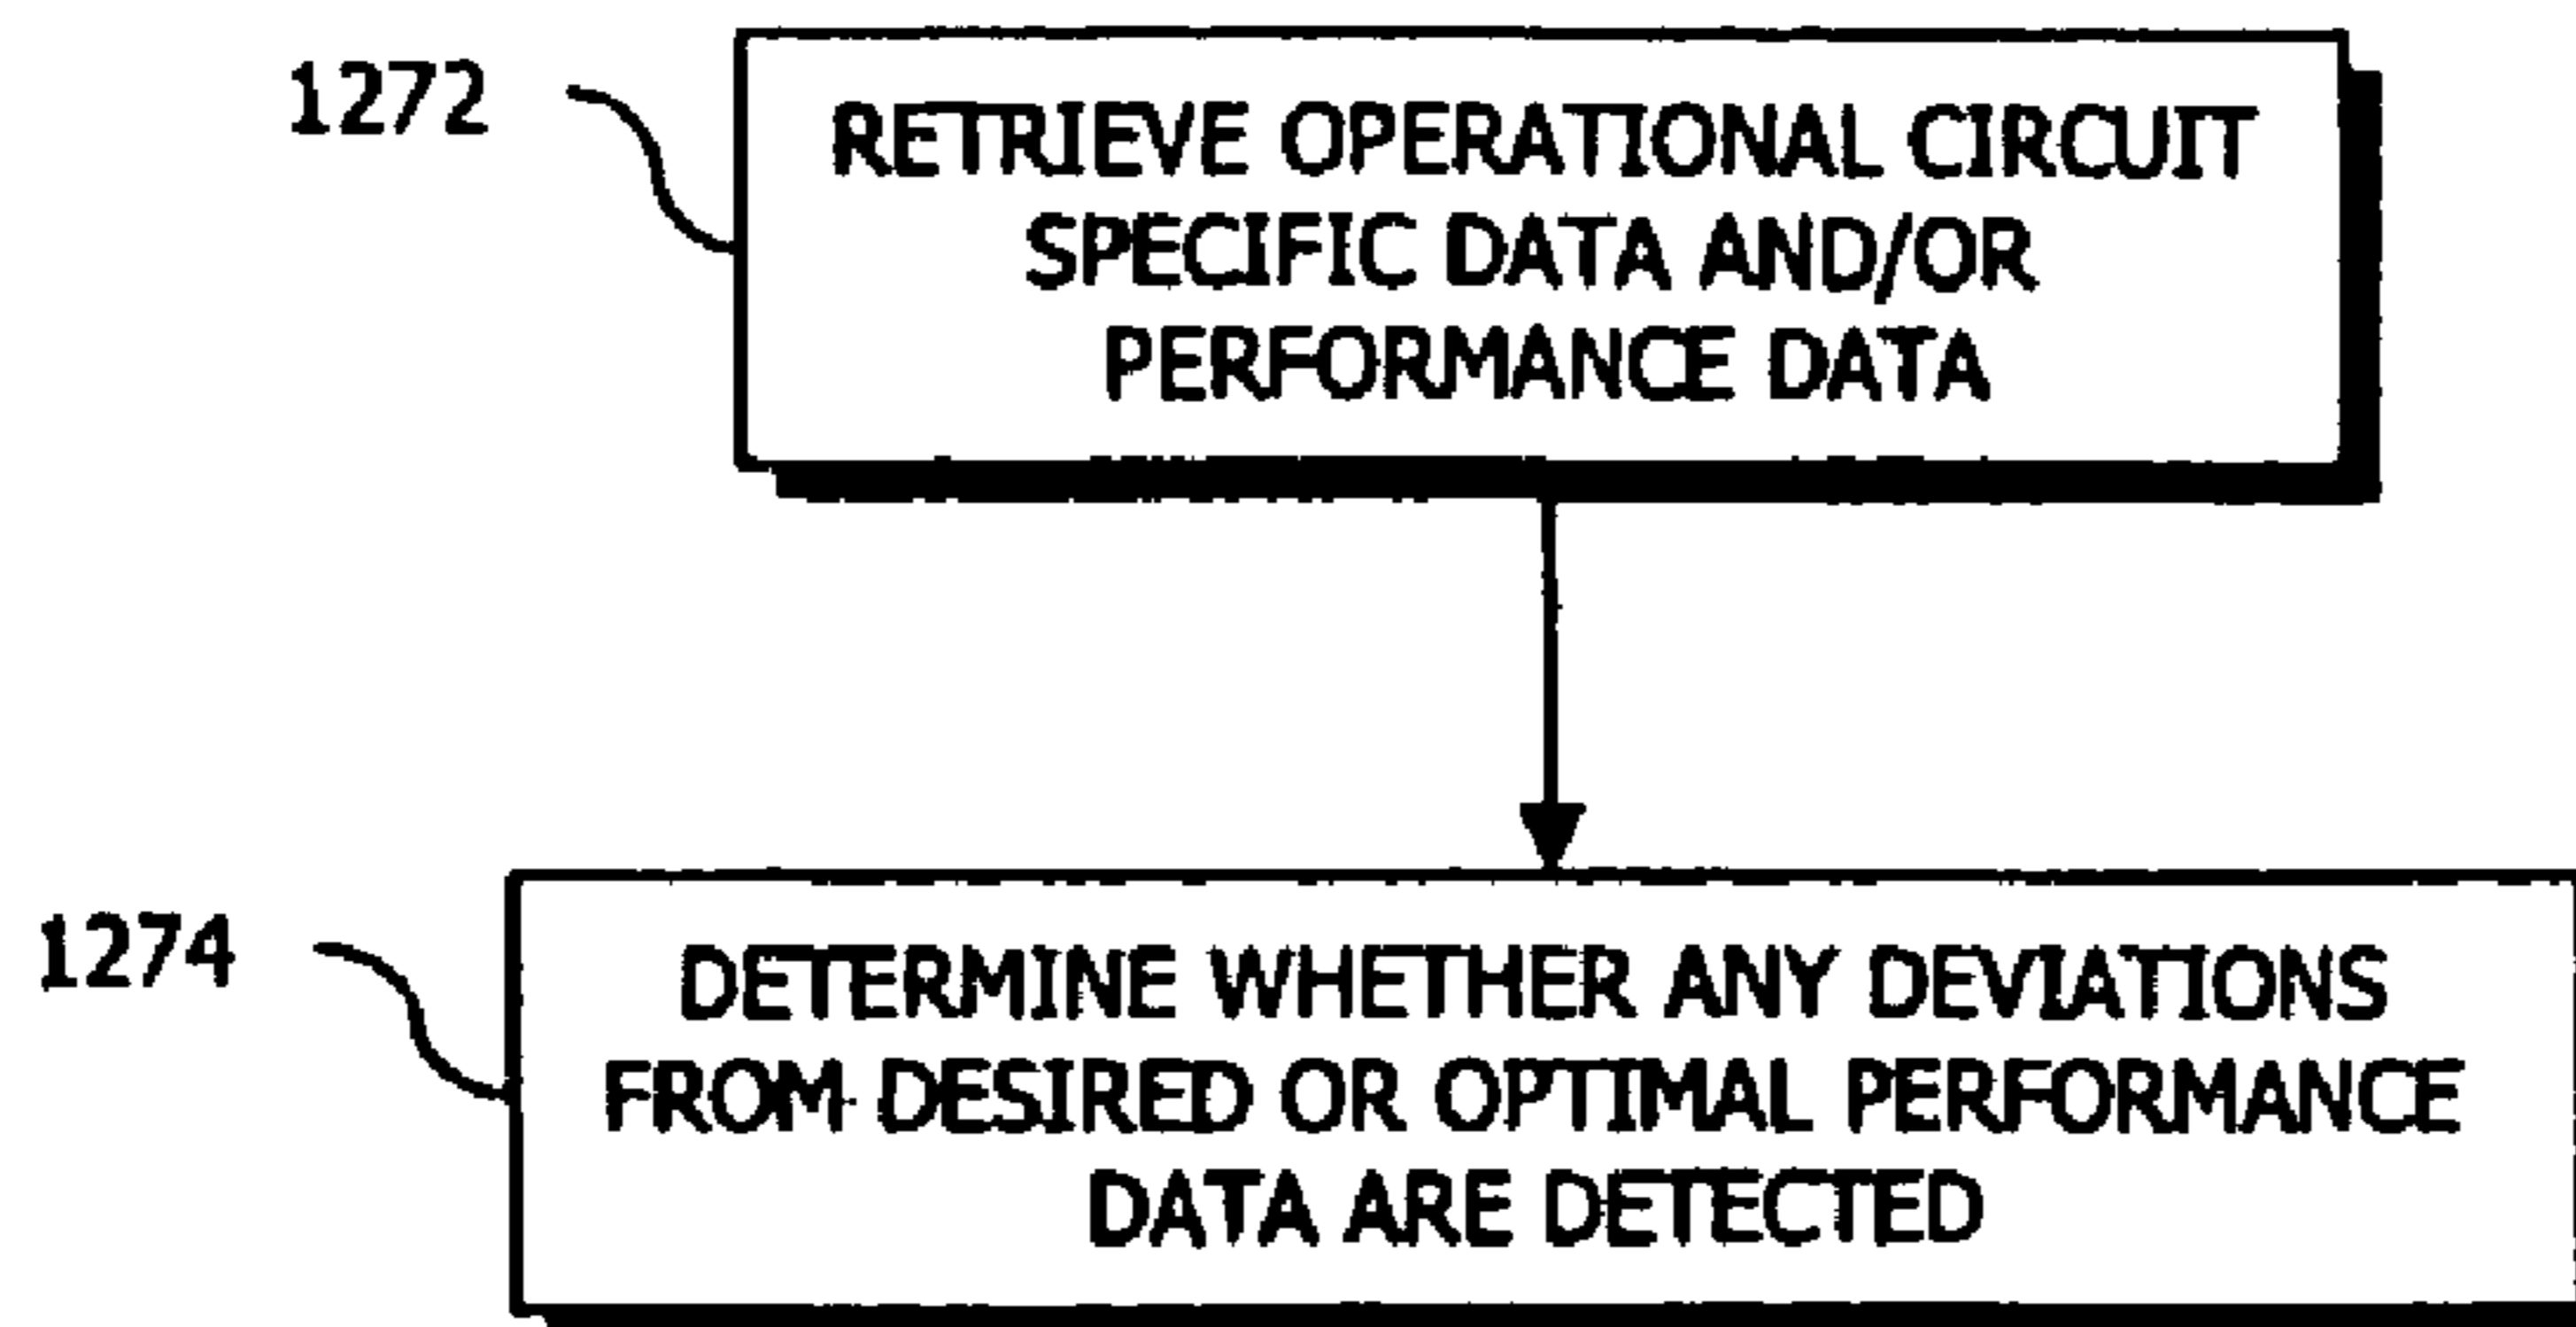 1272
RETRIEVE OPERATIONAL CIRCUIT
SPECIFIC DATA AND/OR
PERFORMANCE DATA
1274
DETERMINE WHETHER ANY DEVIATIONS
FROM DESIRED OR OPTIMAL PERFORMANCE
DATA ARE DETECTED